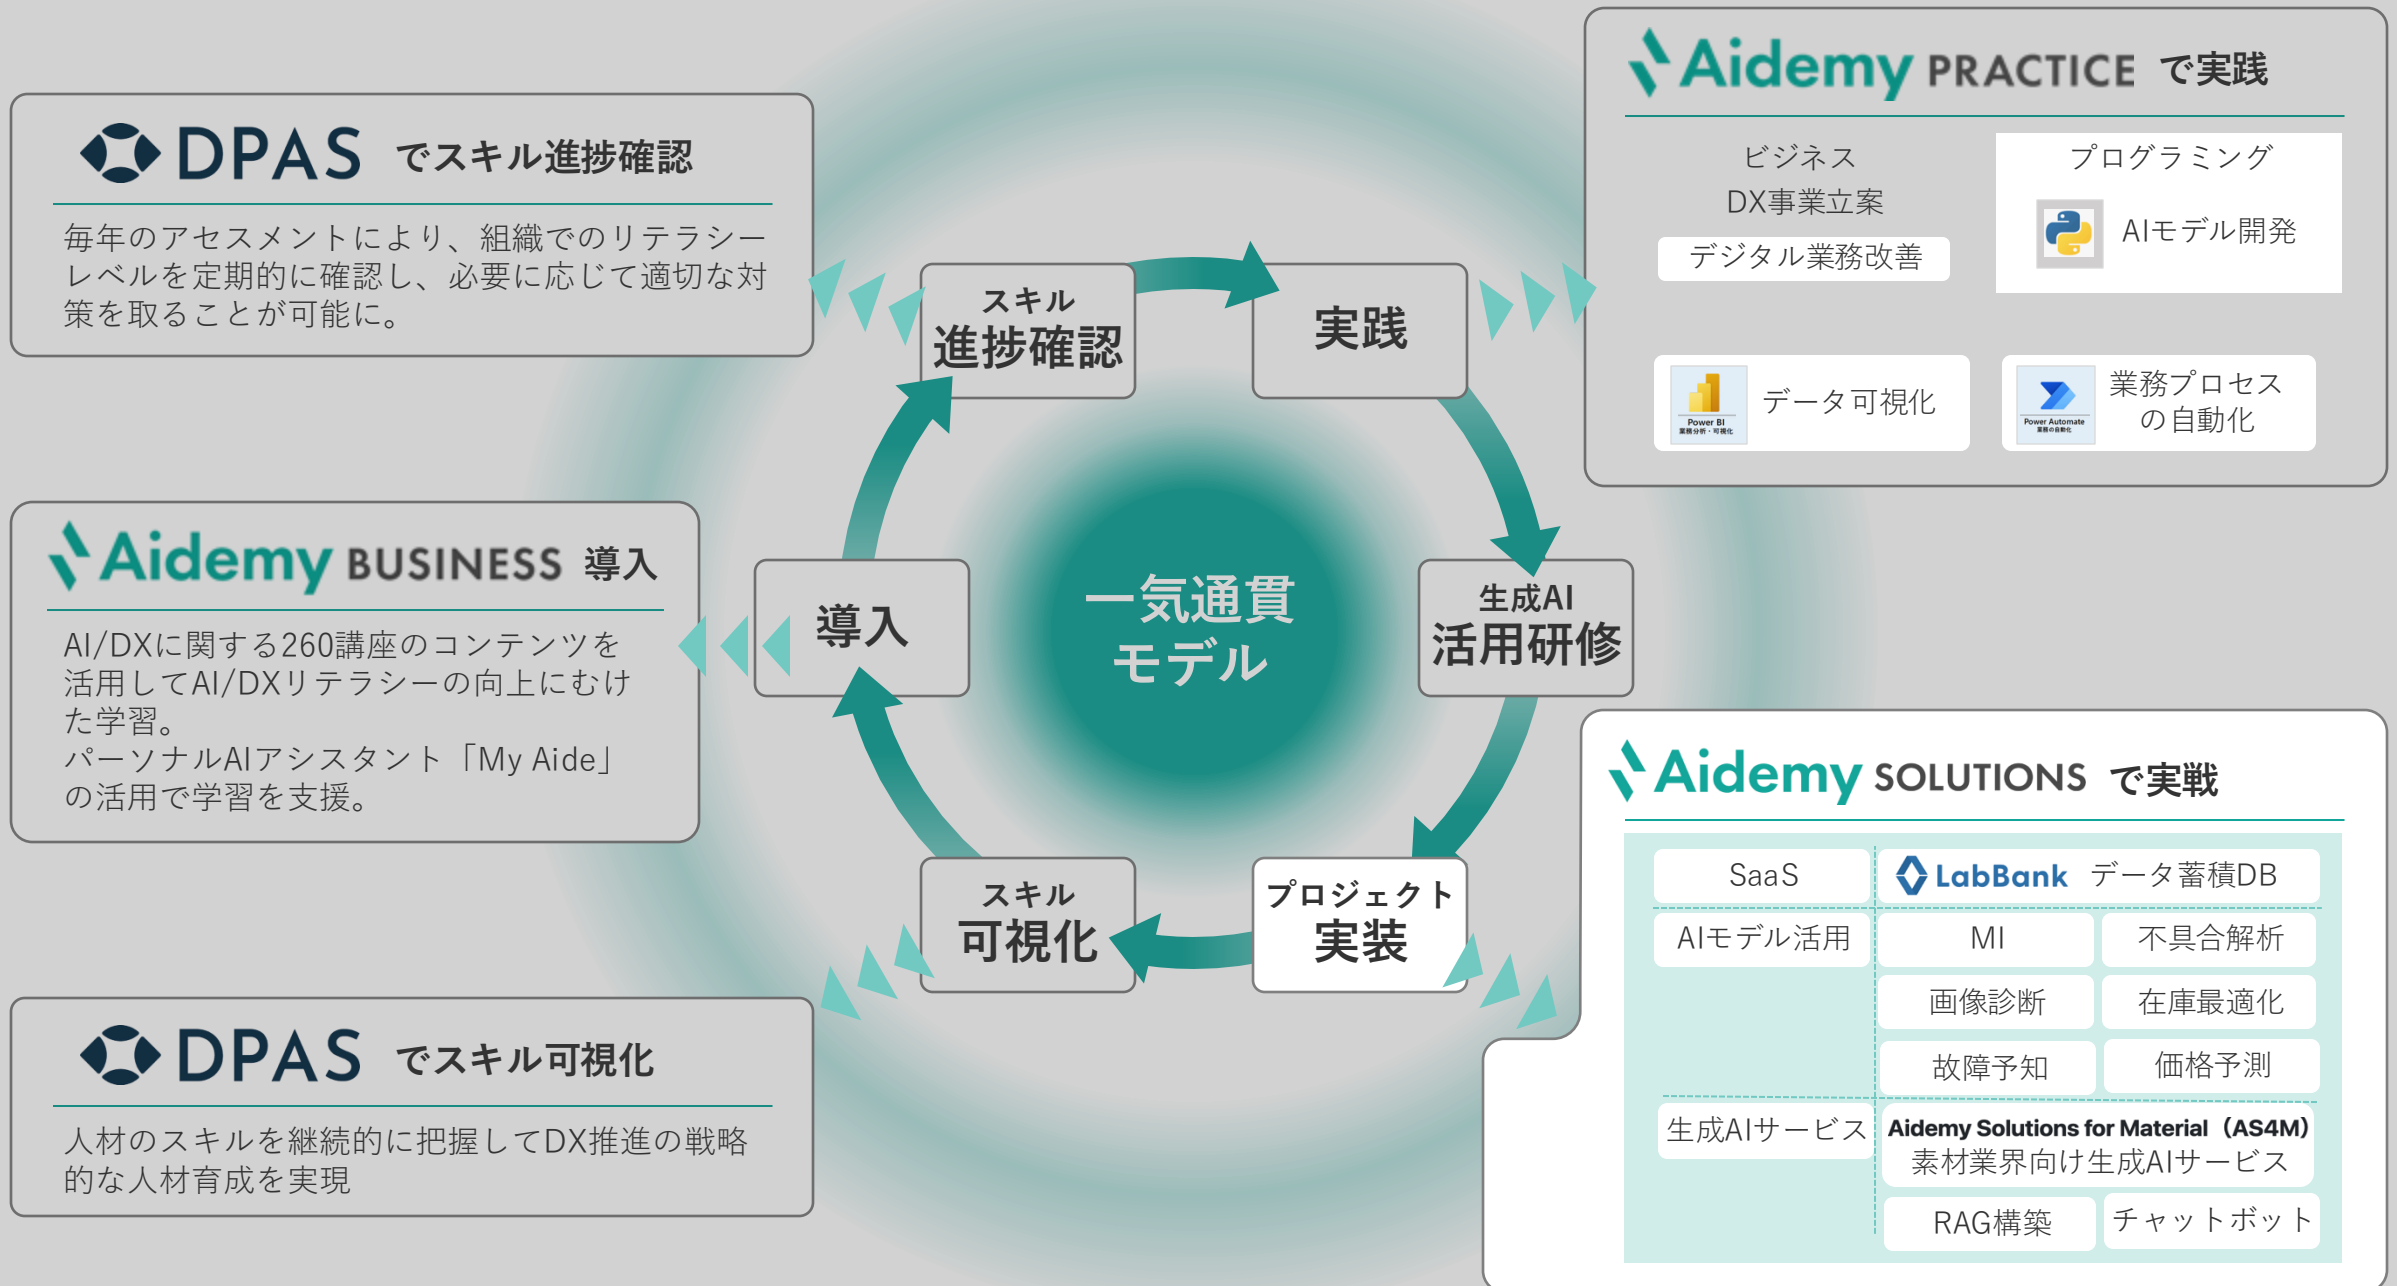 DPAS でスキル進捗確認
毎年のアセスメントにより、組織でのリテラシー
レベルを定期的に確認し、必要に応じて適切な対
策を取ることが可能に。
Aidemy BUSINESS 導入
AI/DXに関する260講座のコンテンツを
活用してAI/DXリテラシーの向上にむけ
た学習。
パーソナルAIアシスタント「My Aide」
の活用で学習を支援。
DPAS でスキル可視化
人材のスキルを継続的に把握してDX推進の戦略
的な人材育成を実現
スキル
進捗確認
実践
生成AI
活用研修
プロジェクト
実装
スキル
可視化
導入
一気通貫
モデル
Aidemy PRACTICE で実践
ビジネス
DX事業立案
デジタル業務改善
プログラミング
AIモデル開発
Power BI
業務分析・可視化
データ可視化
Power Automate
業務の自動化
業務プロセス
の自動化
Aidemy SOLUTIONS で実戦
SaaS
LabBank データ蓄積DB
AIモデル活用
MI
不具合解析
画像診断
在庫最適化
故障予知
価格予測
生成AIサービス
Aidemy Solutions for Material（AS4M）
素材業界向け生成AIサービス
RAG構築
チャットボット